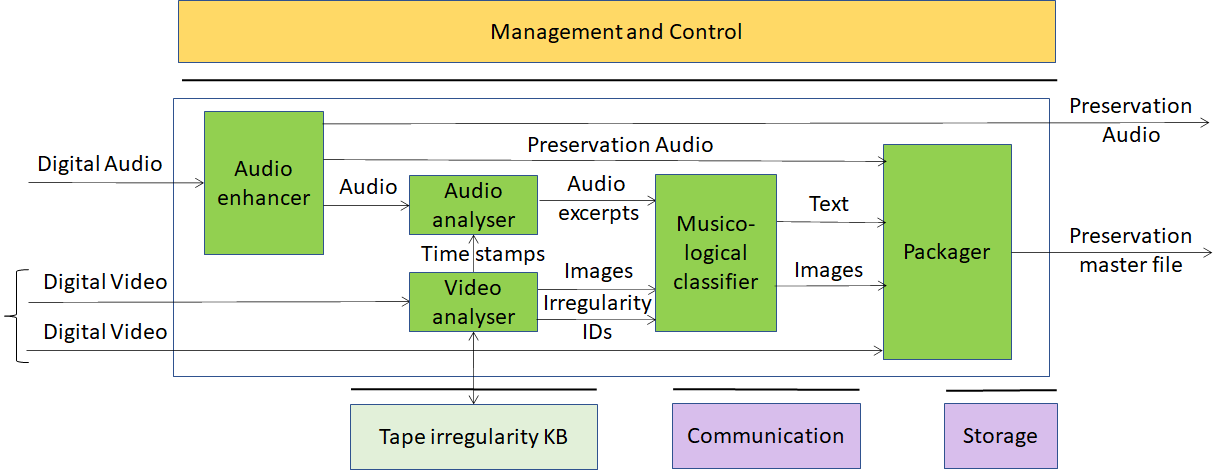 Management and Control
Preservation
Audio
Preservation Audio
Digital Audio
Audio
enhancer
Audio
Audio
analyser
Audio
excerpts
Musico-
logical
classifier
Text
Packager
Preservation
master file
Time stamps
Digital Video
Video
analyser
Images
Irregularity
IDs
Images
Digital Video
Tape irregularity KB
Communication
Storage